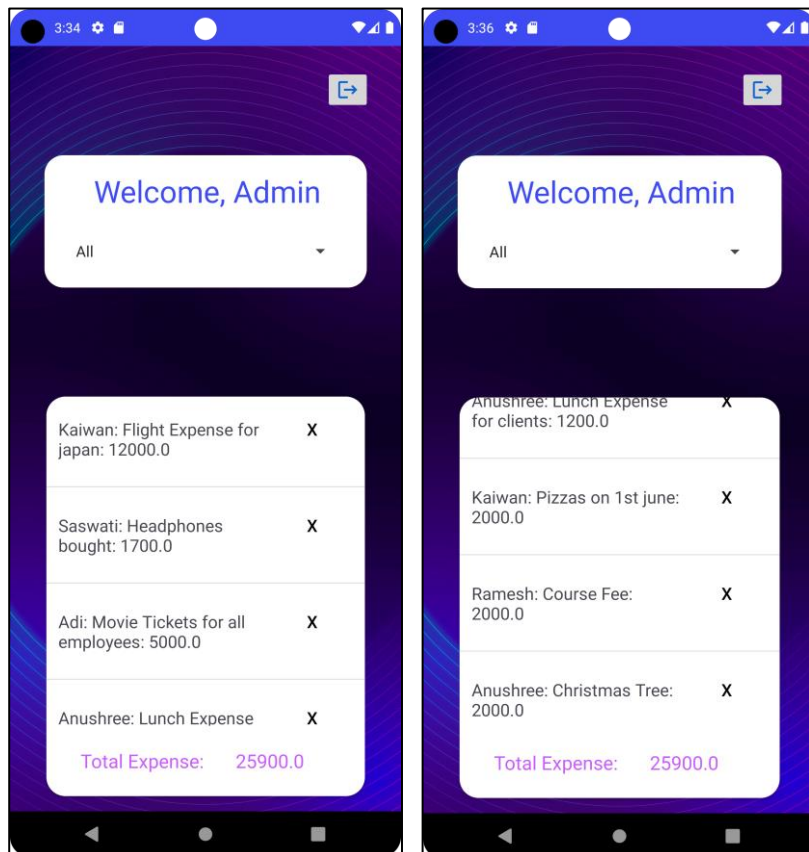 3:34
Welcome, Admin
All
Kaiwan: Flight Expense for
japan: 12000.0
X
Saswati: Headphones
bought: 1700.0
X
Adi: Movie Tickets for all
employees: 5000.0
X
Anushree: Lunch Expense
X
Total Expense: 25900.0
3:36
Welcome, Admin
All
Anushree: Lunch Expense
for clients: 1200.0
X
Kaiwan: Pizzas on 1st june:
2000.0
X
Ramesh: Course Fee:
2000.0
X
Anushree: Christmas Tree:
2000.0
X
Total Expense: 25900.0